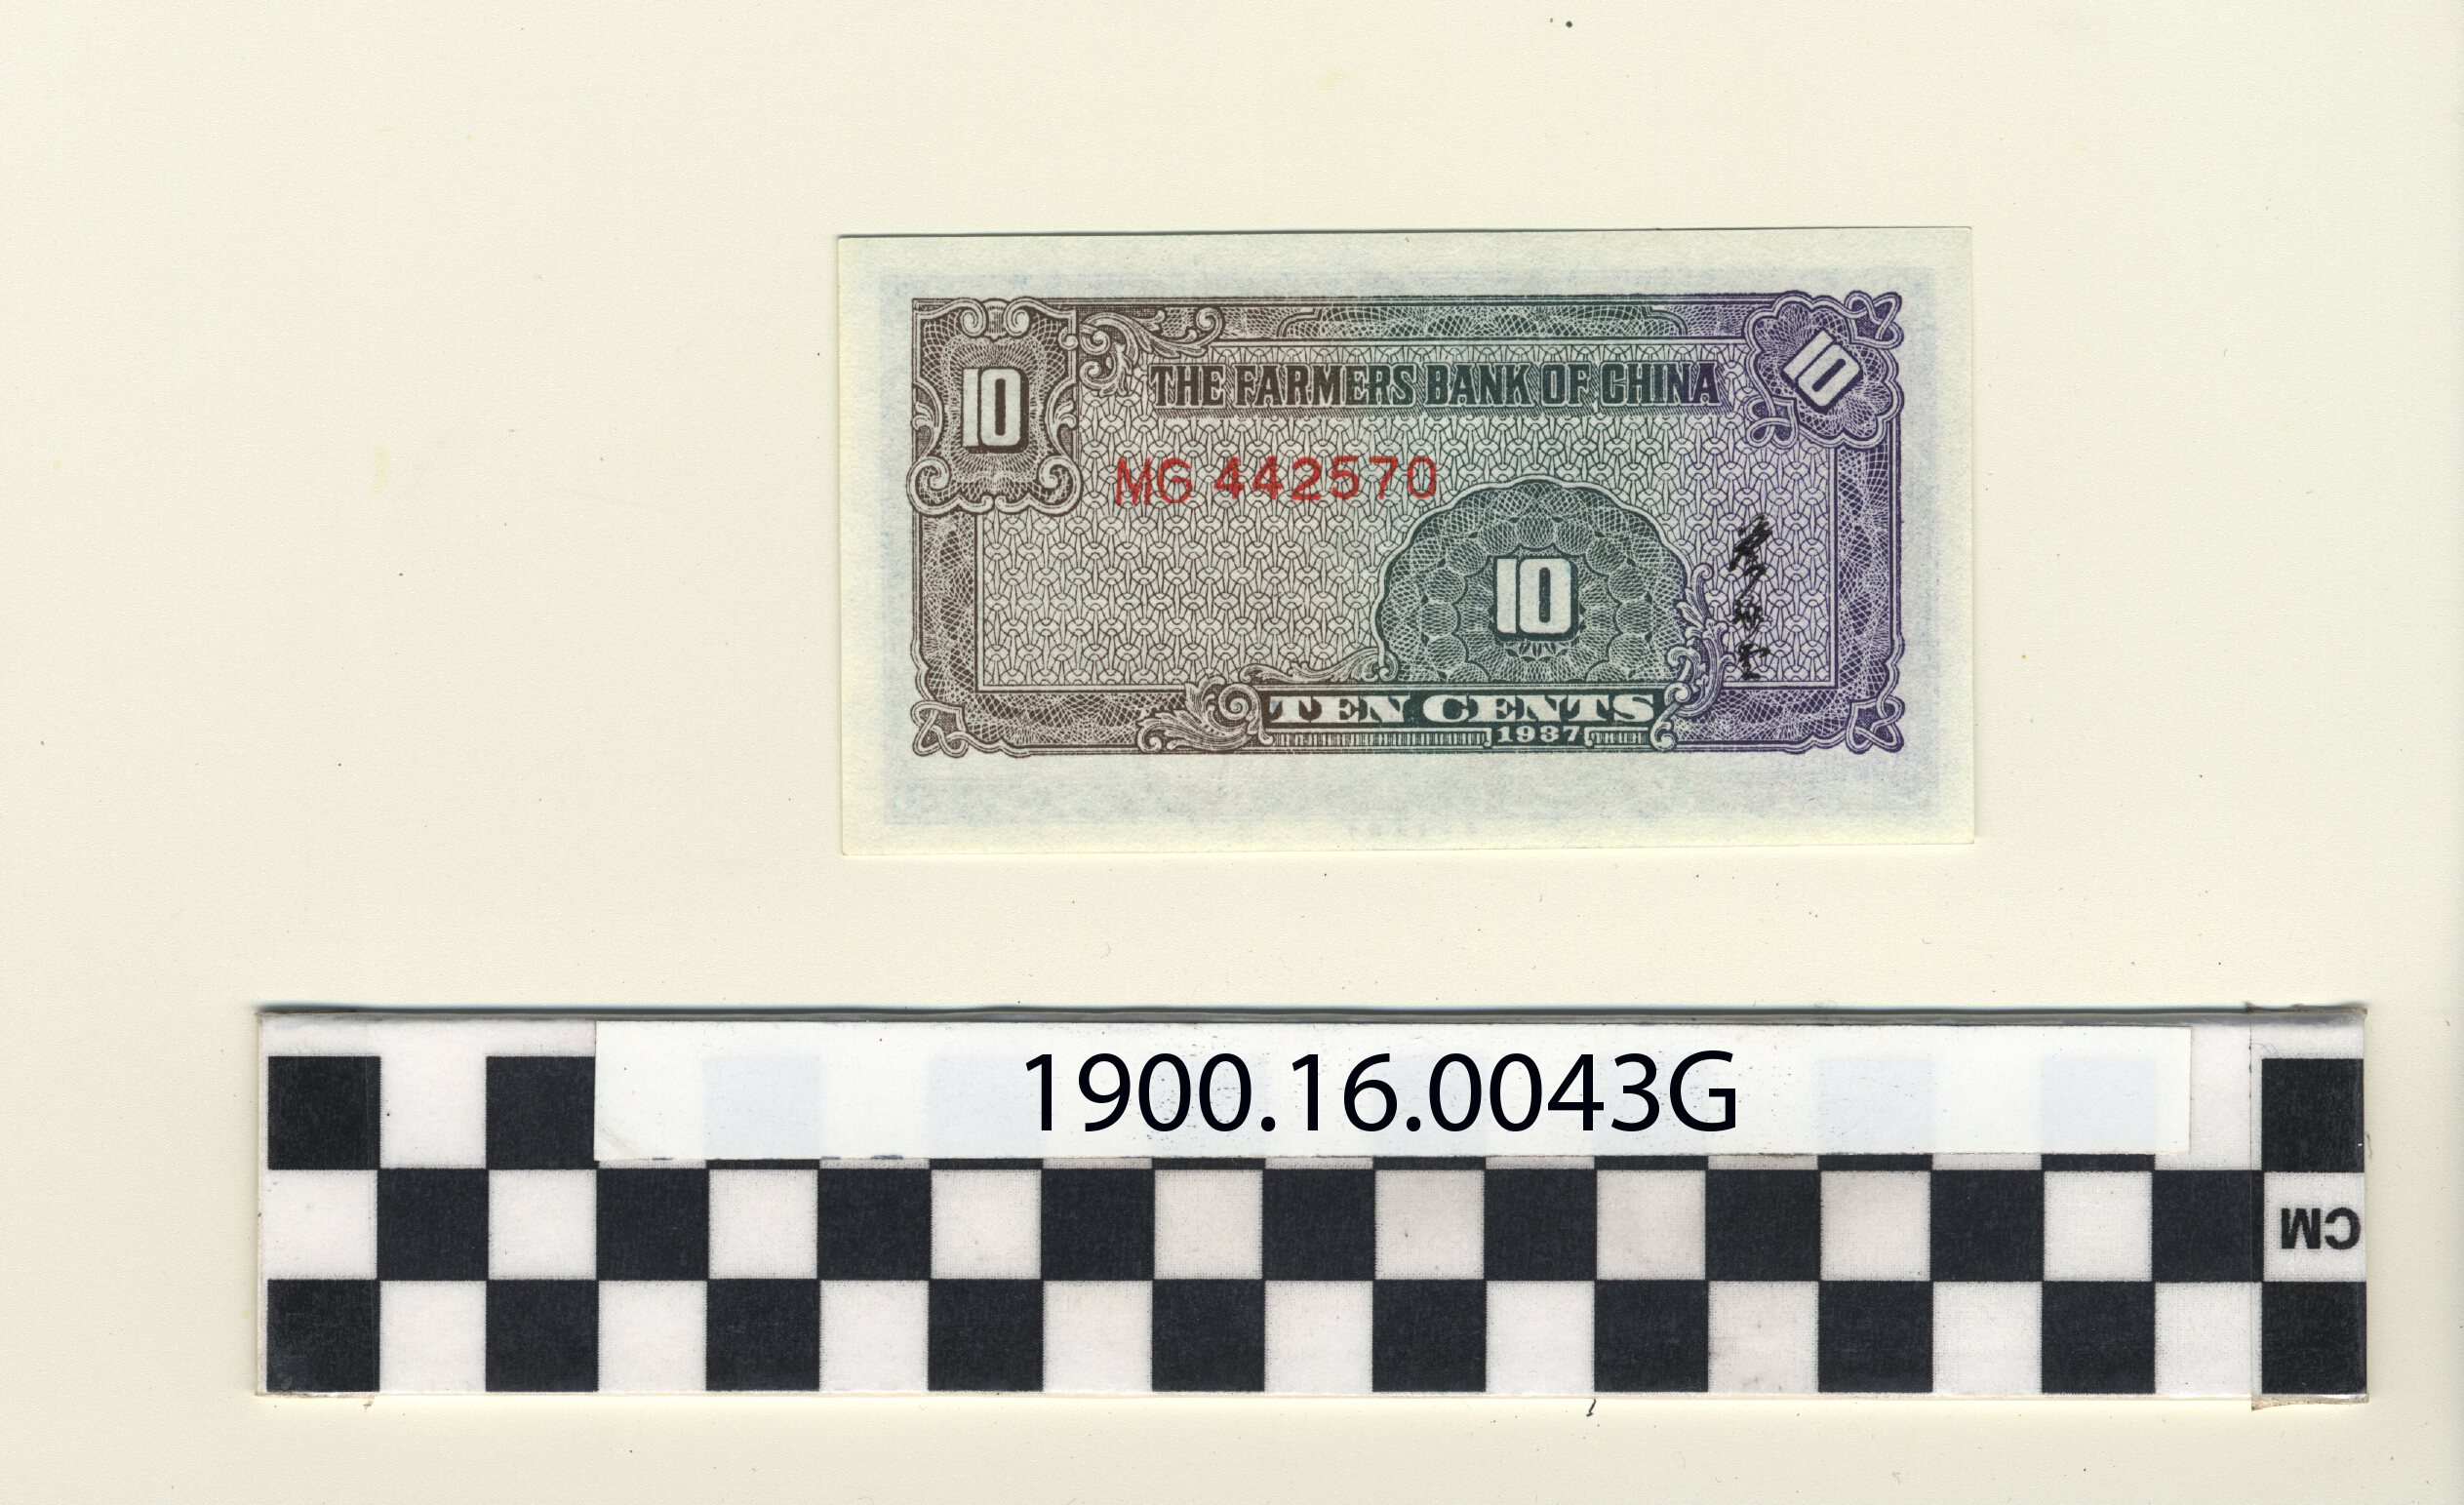 10
10
THE FARMERS BANK OF CHINA
MG 442570
10
TEN CENTS
1937
1900.16.0043G
CM